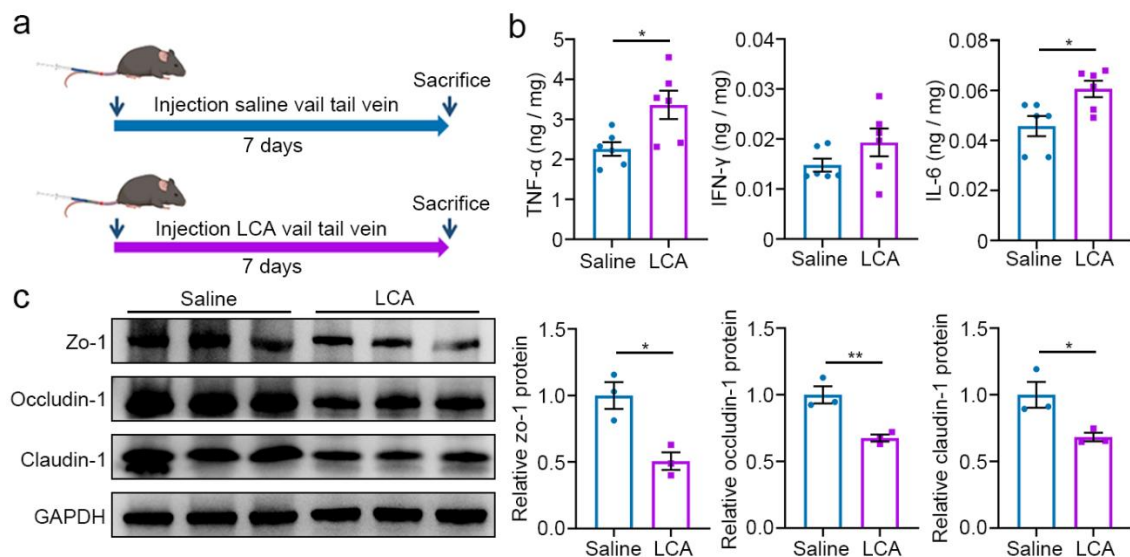 a
Sacrifice
Injection saline vail tail vein
7 days
Sacrifice
Injection LCA vail tail vein
7 days
b
*
TNF-α (ng / mg)
5
4
3
2
1
0
Saline LCA
IFN-γ (ng / mg)
0.04
0.03
0.02
0.01
0
Saline LCA
*
IL-6 (ng / mg)
0.08
0.06
0.04
0.02
0
Saline LCA
c
Saline LCA
Zo-1
Occludin-1
Claudin-1
GAPDH
*
Relative zo-1 protein
1.5
1.0
0.5
0.0
Saline LCA
**
Relative occludin-1 protein
1.5
1.0
0.5
0.0
Saline LCA
*
Relative claudin-1 protein
1.5
1.0
0.5
0.0
Saline LCA